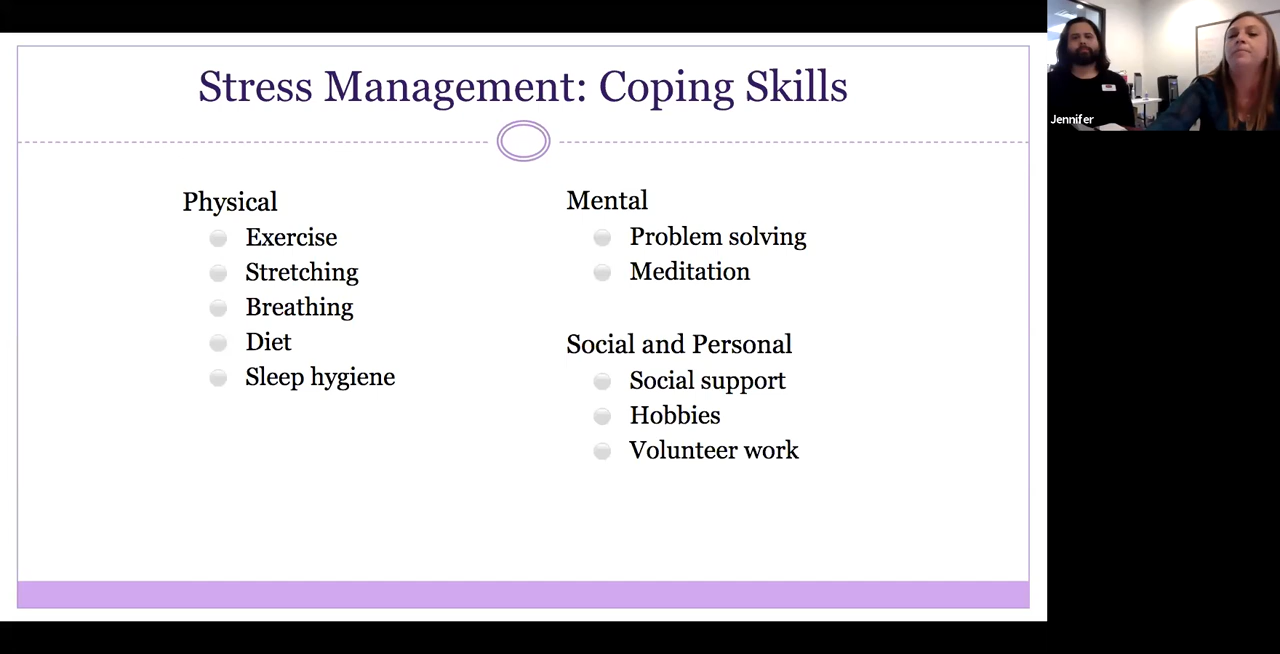 Stress Management: Coping Skills
Physical
Exercise
Stretching
Breathing
Diet
Sleep hygiene
Mental
Problem solving
Meditation
Social and Personal
Social support
Hobbies
Volunteer work
Jennifer